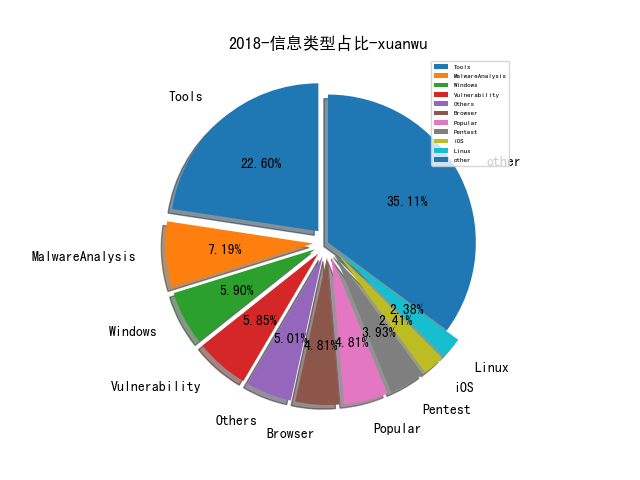 2018-信息类型占比-xuanwu
Tools
MalwareAnalysis
Windows
Vulnerability
Others
Browser
Popular
Pentest
iOS
Linux
other
Tools
22.60%
other
35.11%
MalwareAnalysis
7.19%
Windows
5.90%
Vulnerability
5.85%
Others
5.01%
Browser
4.81%
Popular
4.81%
Pentest
3.93%
iOS
2.41%
Linux
2.38%